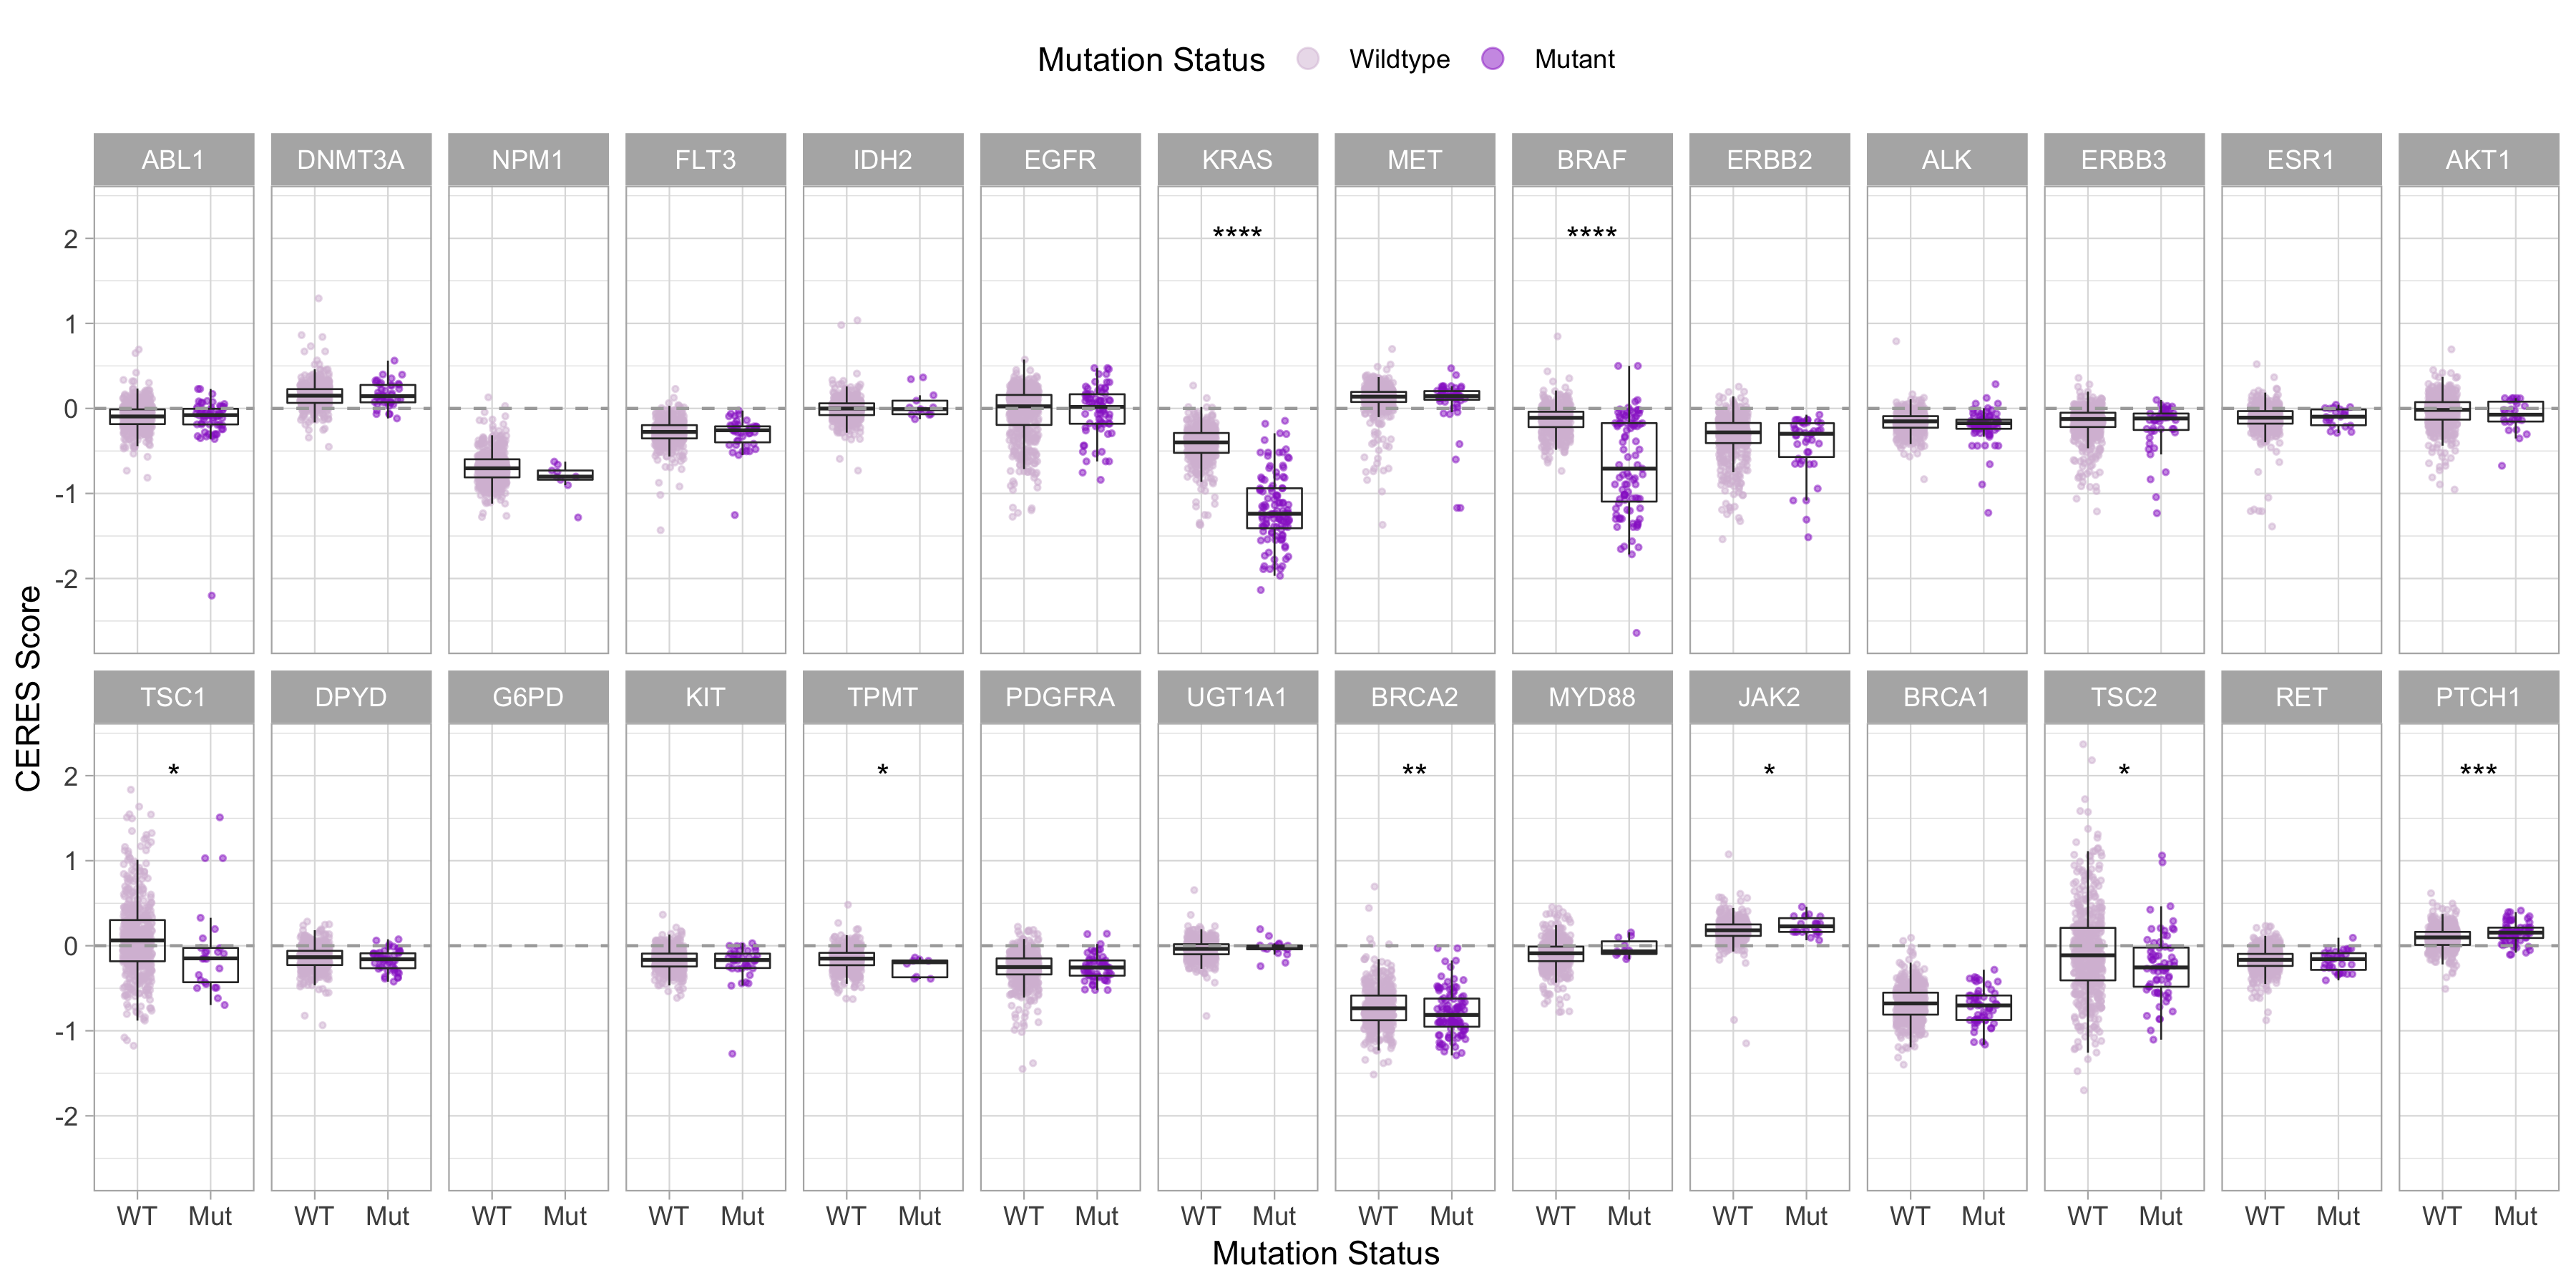 Mutation Status Wildtype Mutant
ABL1 DNMT3A NPM1 FLT3 IDH2 EGFR KRAS MET BRAF ERBB2 ALK ERBB3 ESR1 AKT1
**** ****
2
1
0
-1
-2
CERES Score
TSC1 DPYD G6PD KIT TPMT PDGFRA UGT1A1 BRCA2 MYD88 JAK2 BRCA1 TSC2 RET PTCH1
* * ** * * ***
2
1
0
-1
-2
WT Mut WT Mut WT Mut WT Mut WT Mut WT Mut WT Mut WT Mut WT Mut WT Mut WT Mut WT Mut WT Mut WT Mut
Mutation Status